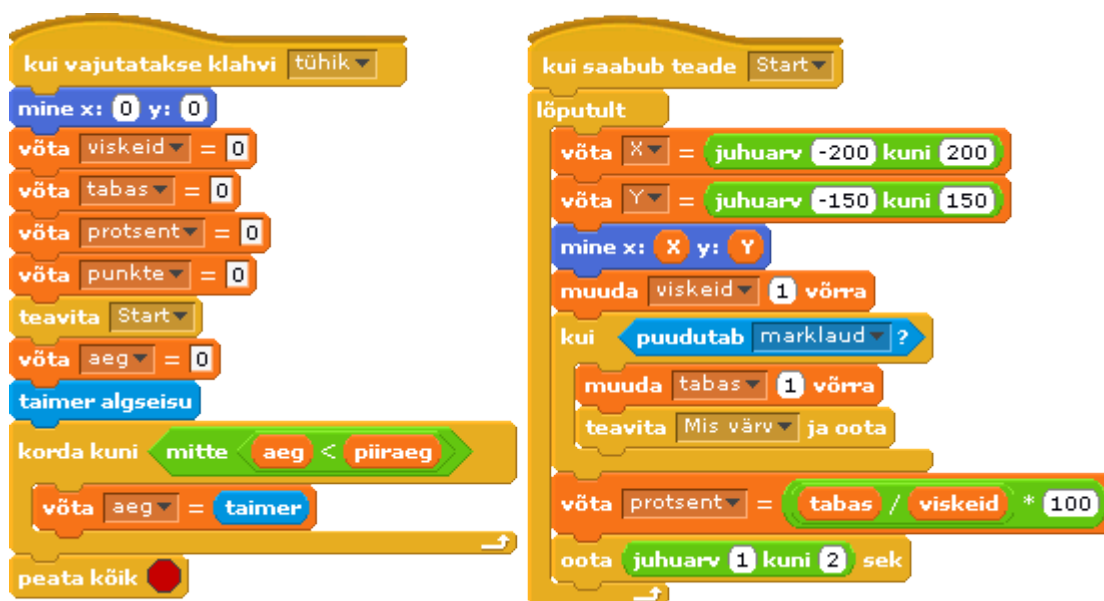 kui vajutatakse klahvi tühik
mine x: 0 y: 0
võta viskeid = 0
võta tabas = 0
võta protsent = 0
võta punkte = 0
teavita Start
võta aeg = 0
taimer algseisu
korda kuni mitte aeg < piiraeg
võta aeg = taimer
peata kõik
kui saabub teade Start
lõputult
võta X = juhuarv -200 kuni 200
võta Y = juhuarv -150 kuni 150
mine x: X y: Y
muuda viskeid 1 võrra
kui puudutab marklaud ?
muuda tabas 1 võrra
teavita Mis värv ja oota
võta protsent = tabas / viskeid * 100
oota juhuarv 1 kuni 2 sek